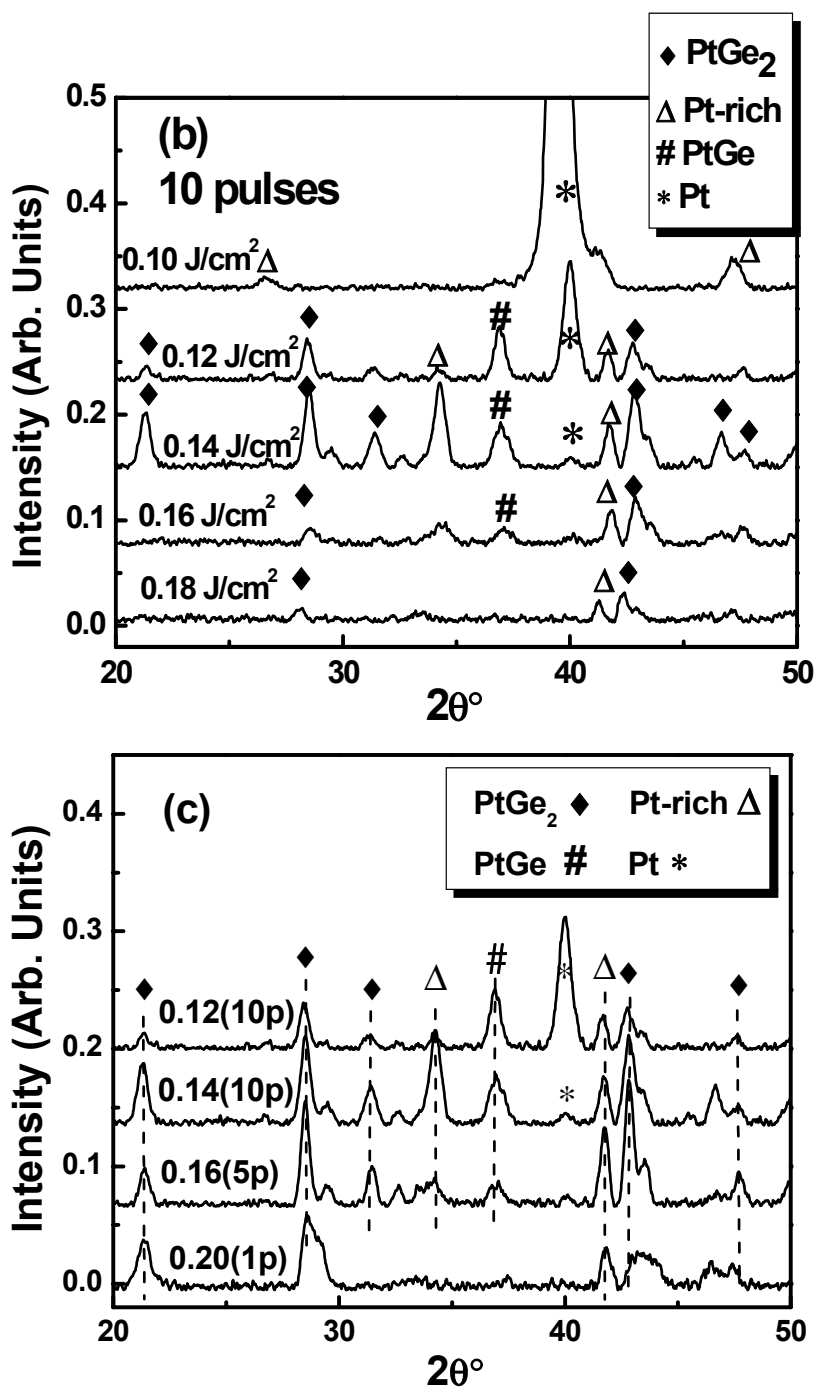 ♦ PtGe2
Δ Pt-rich
# PtGe
* Pt
(b)
10 pulses
0.5
0.4
0.3
0.2
0.1
0.0
Intensity (Arb. Units)
0.10 J/cm2 Δ * Δ
0.12 J/cm2 ♦ ♦ Δ # * Δ ♦
0.14 J/cm2 ♦ ♦ ♦ # * Δ ♦ ♦ ♦
0.16 J/cm2 ♦ # Δ ♦
0.18 J/cm2 ♦ Δ ♦
20 30 40 50
2θ°
(c)
PtGe2 ♦ Pt-rich Δ
PtGe # Pt *
0.4
0.3
0.2
0.1
0.0
Intensity (Arb. Units)
♦ ♦ ♦ Δ # * Δ ♦ ♦
0.12(10p)
0.14(10p) *
0.16(5p)
0.20(1p)
20 30 40 50
2θ°